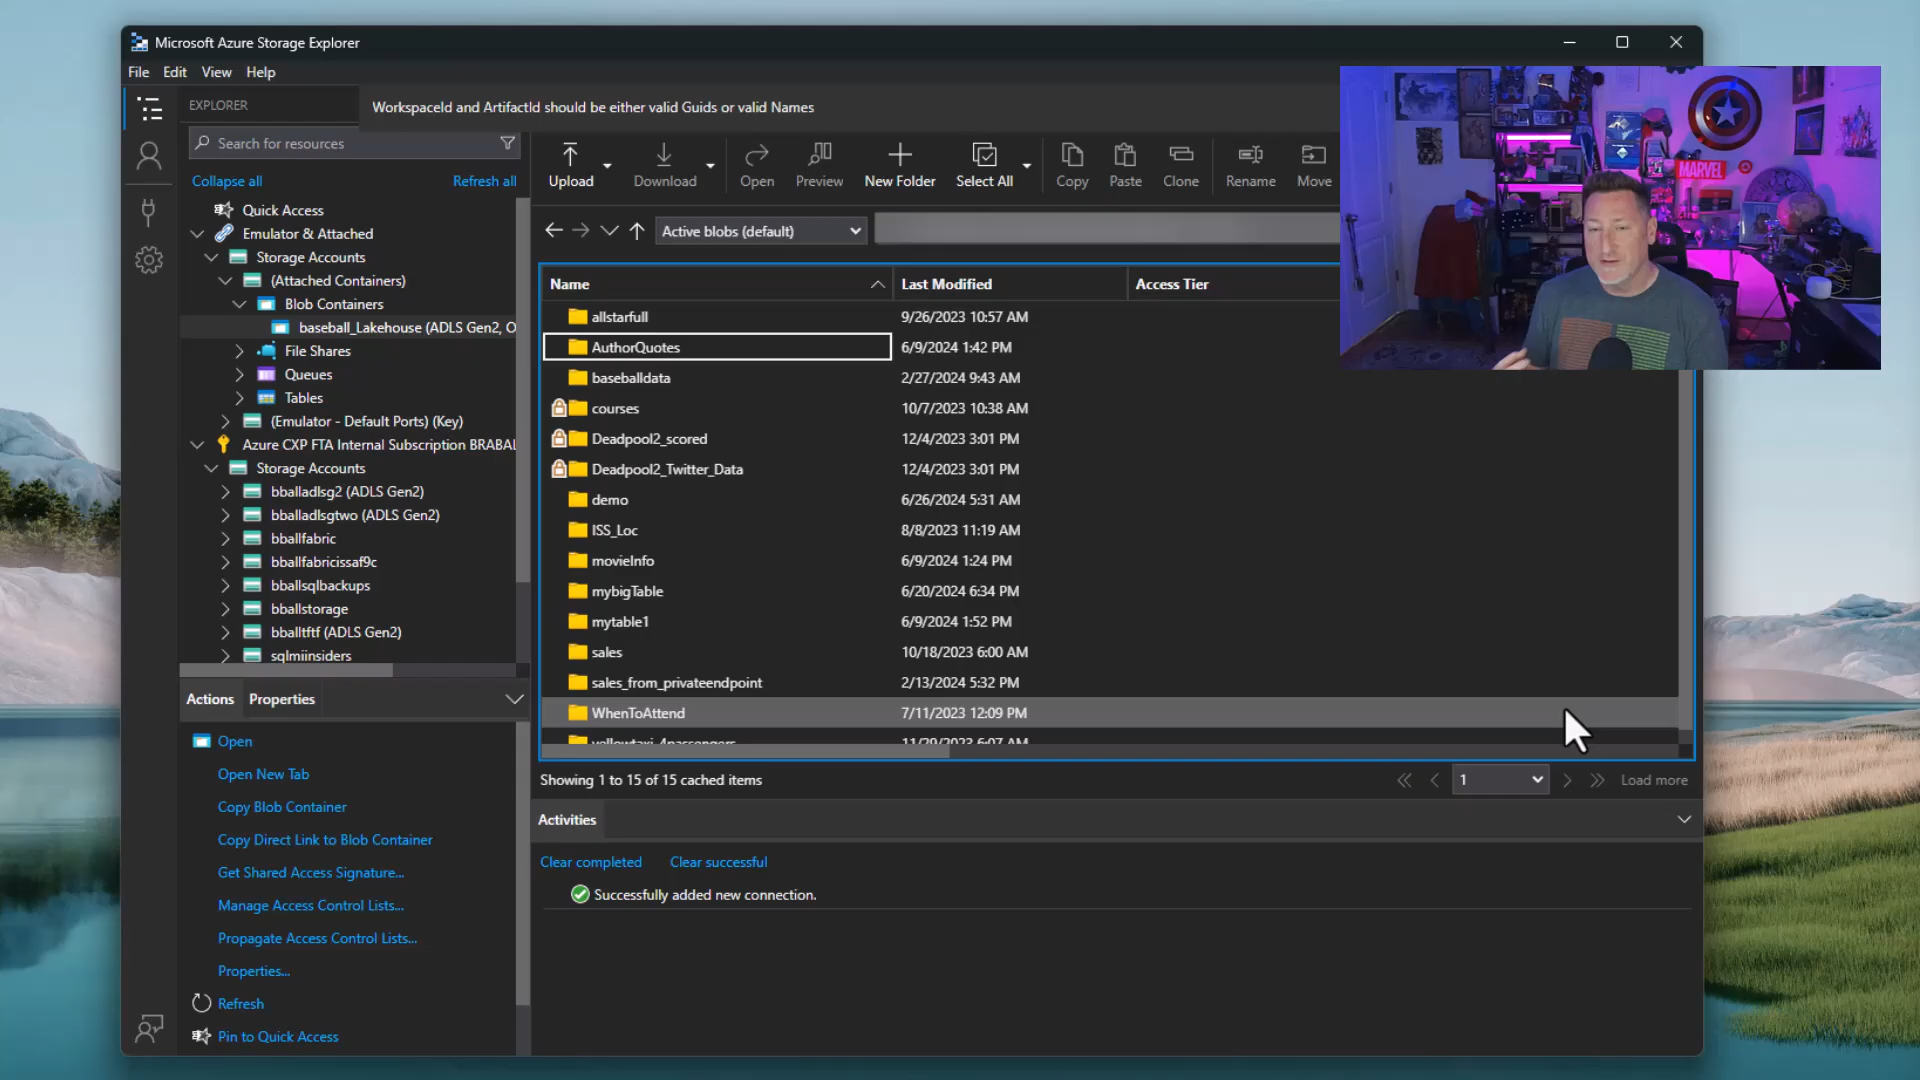 Microsoft Azure Storage Explorer
File Edit View Help
EXPLORER
WorkspaceId and ArtifactId should be either valid Guids or valid Names
Search for resources
Collapse all
Refresh all
Upload
Download
Open
Preview
New Folder
Select All
Copy
Paste
Clone
Rename
Move
Active blobs (default)
Quick Access
Emulator & Attached
Storage Accounts
(Attached Containers)
Blob Containers
baseball_Lakehouse (ADLS Gen2, O
File Shares
Queues
Tables
(Emulator - Default Ports) (Key)
Azure CXP FTA Internal Subscription BRABAL
Storage Accounts
bballadlsg2 (ADLS Gen2)
bballadlsgtwo (ADLS Gen2)
bballfabric
bballfabricissaf9c
bballsqlbackups
bballstorage
bballtftf (ADLS Gen2)
sqlmiinsiders
Name Last Modified Access Tier
allstarfull 9/26/2023 10:57 AM
AuthorQuotes 6/9/2024 1:42 PM
baseballdata 2/27/2024 9:43 AM
courses 10/7/2023 10:38 AM
Deadpool2_scored 12/4/2023 3:01 PM
Deadpool2_Twitter_Data 12/4/2023 3:01 PM
demo 6/26/2024 5:31 AM
ISS_Loc 8/8/2023 11:19 AM
movieInfo 6/9/2024 1:24 PM
mybigTable 6/20/2024 6:34 PM
mytable1 6/9/2024 1:52 PM
sales 10/18/2023 6:00 AM
sales_from_privateendpoint 2/13/2024 5:32 PM
WhenToAttend 7/11/2023 12:09 PM
yellowtaxi_4passengers 11/29/2023 6:07 AM
Showing 1 to 15 of 15 cached items
1
Load more
Actions
Properties
Open
Open New Tab
Copy Blob Container
Copy Direct Link to Blob Container
Get Shared Access Signature...
Manage Access Control Lists...
Propagate Access Control Lists...
Properties...
Refresh
Pin to Quick Access
Activities
Clear completed
Clear successful
Successfully added new connection.
MARVEL